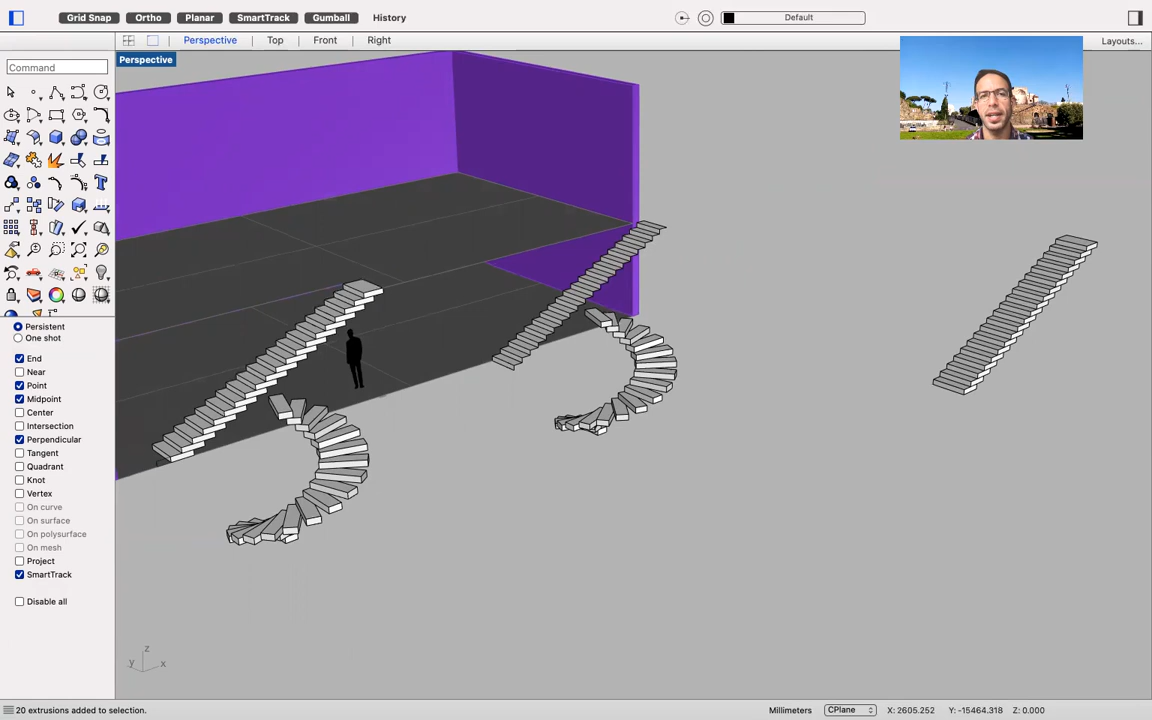 Grid Snap Ortho Planar SmartTrack Gumball History Default
Perspective Top Front Right Layouts...
Perspective
Command
Persistent
One shot
End
Near
Point
Midpoint
Center
Intersection
Perpendicular
Tangent
Quadrant
Knot
Vertex
On curve
On surface
On polysurface
On mesh
Project
SmartTrack
Disable all
z
y x
20 extrusions added to selection. Millimeters CPlane X: 2605.252 Y: -15464.318 Z: 0.000